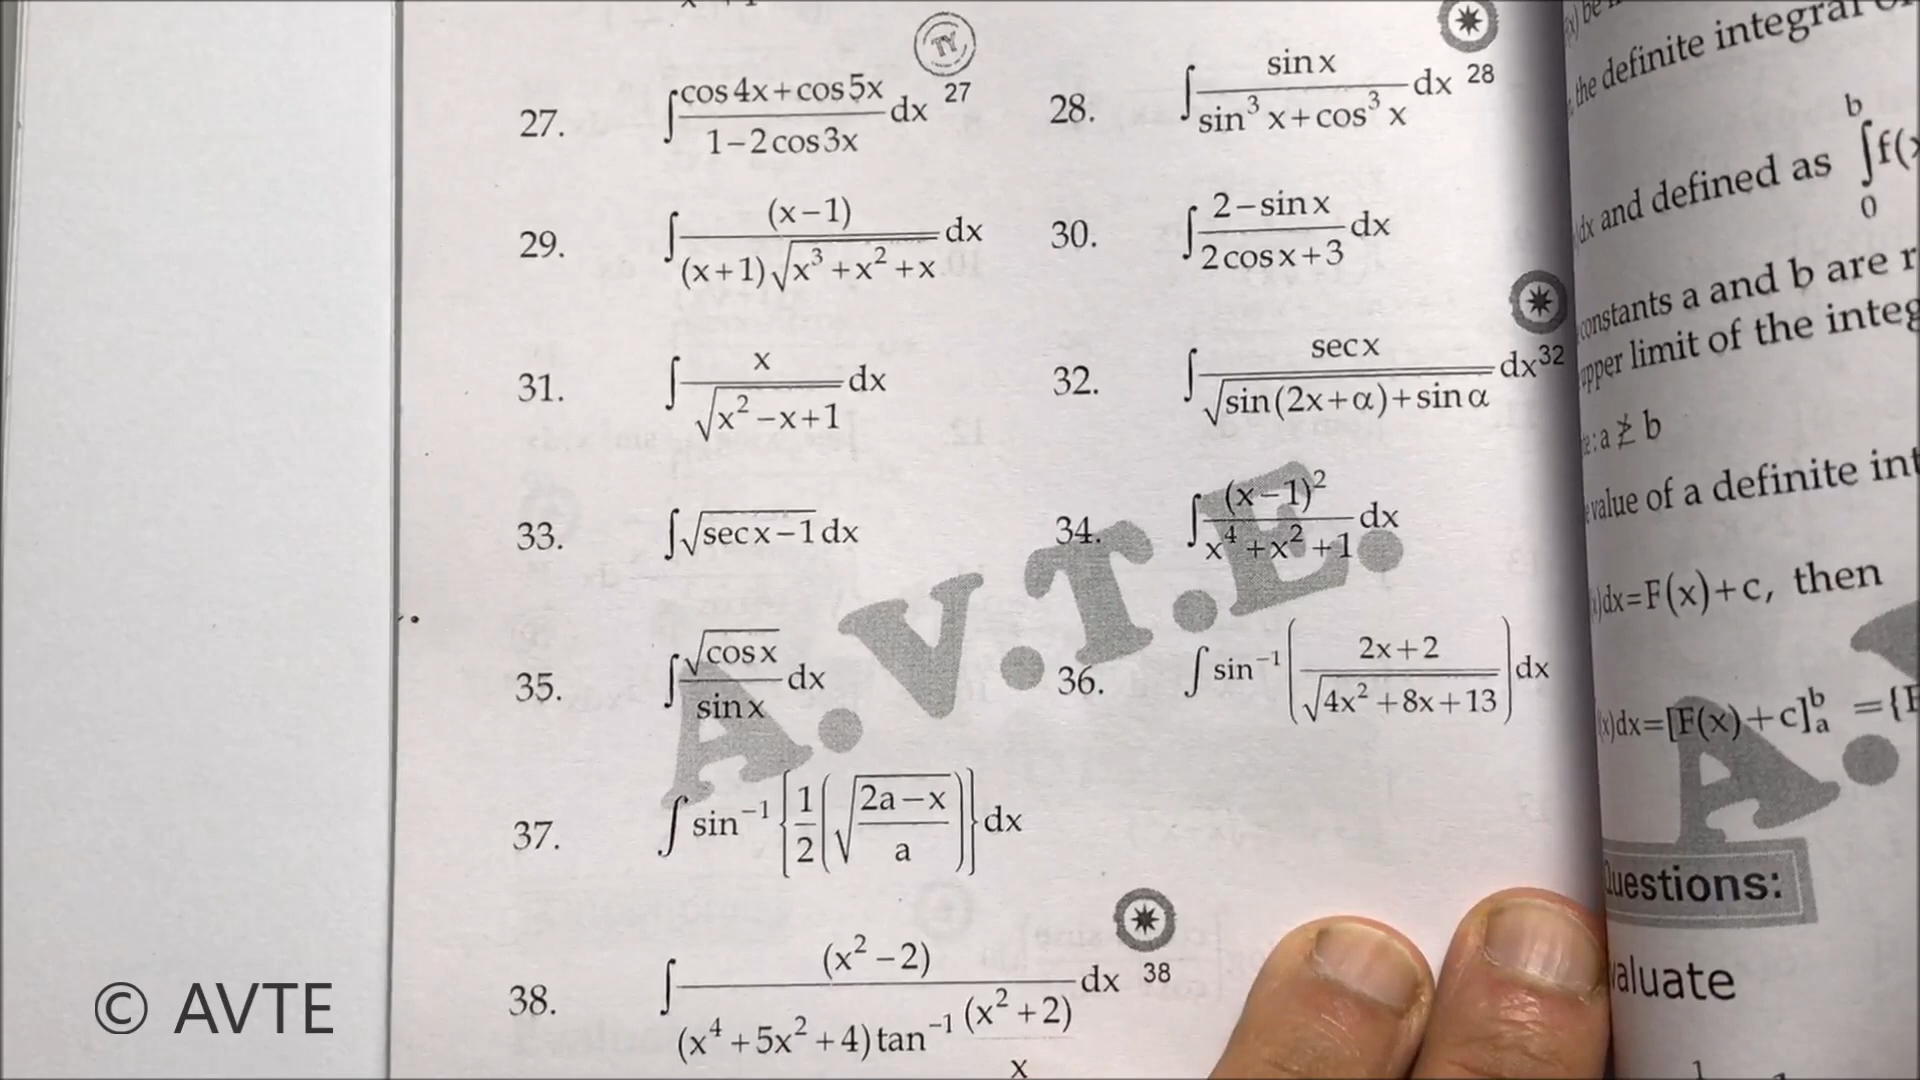 27. ∫ (cos 4x + cos 5x)/(1 − 2 cos 3x) dx 27
TY
28. ∫ sin x/(sin³ x + cos³ x) dx 28
29. ∫ (x−1)/((x+1)√(x³ + x² + x)) dx
30. ∫ (2 − sin x)/(2 cos x + 3) dx
31. ∫ x/√(x² − x + 1) dx
32. ∫ sec x/√(sin(2x+α) + sin α) dx 32
33. ∫ √(sec x − 1) dx
34. ∫ (x−1)²/(x⁴ + x² + 1) dx
35. ∫ √(cos x)/sin x dx
36. ∫ sin⁻¹ ( (2x+2)/√(4x² + 8x + 13) ) dx
37. ∫ sin⁻¹ { 1/2 ( √((2a − x)/a) ) } dx
38. ∫ (x² − 2)/((x⁴ + 5x² + 4) tan⁻¹ (x² + 2)/x) dx 38
A.V.T.E.
the definite integral
dx and defined as ∫₀ᵇ f(
constants a and b are
upper limit of the
: a ≱ b
value of a definite
dx=F(x)+c, then
(x)dx=[F(x)+c]ᵇₐ ={
A.
© AVTE